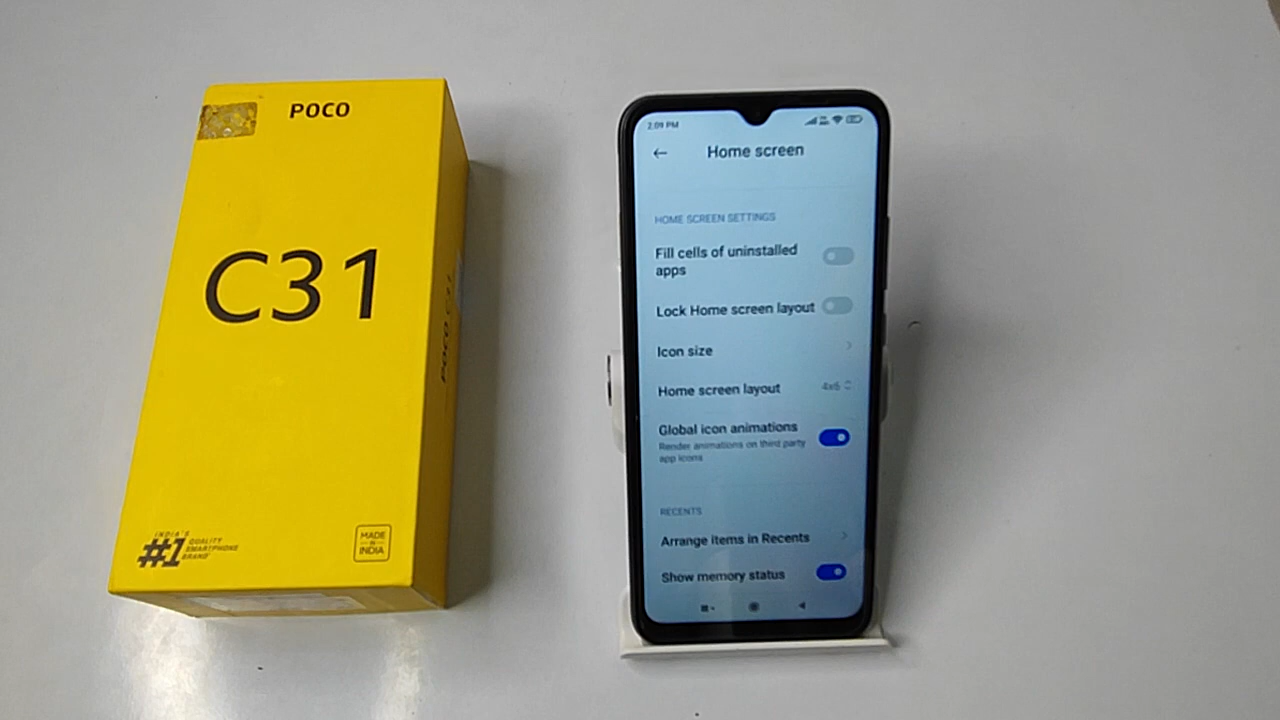 POCO
C31
POCO C31
INDIA'S
#1 QUALITY
SMARTPHONE
BRAND*
MADE
IN
INDIA
2:09 PM
Home screen
HOME SCREEN SETTINGS
Fill cells of uninstalled
apps
Lock Home screen layout
Icon size
Home screen layout 4x6
Global icon animations
Render animations on third party
app icons
RECENTS
Arrange items in Recents
Show memory status